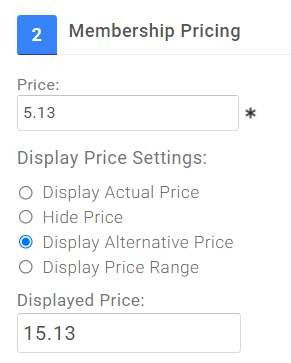 2 Membership Pricing
Price:
5.13 *
Display Price Settings:
Display Actual Price
Hide Price
Display Alternative Price
Display Price Range
Displayed Price:
15.13